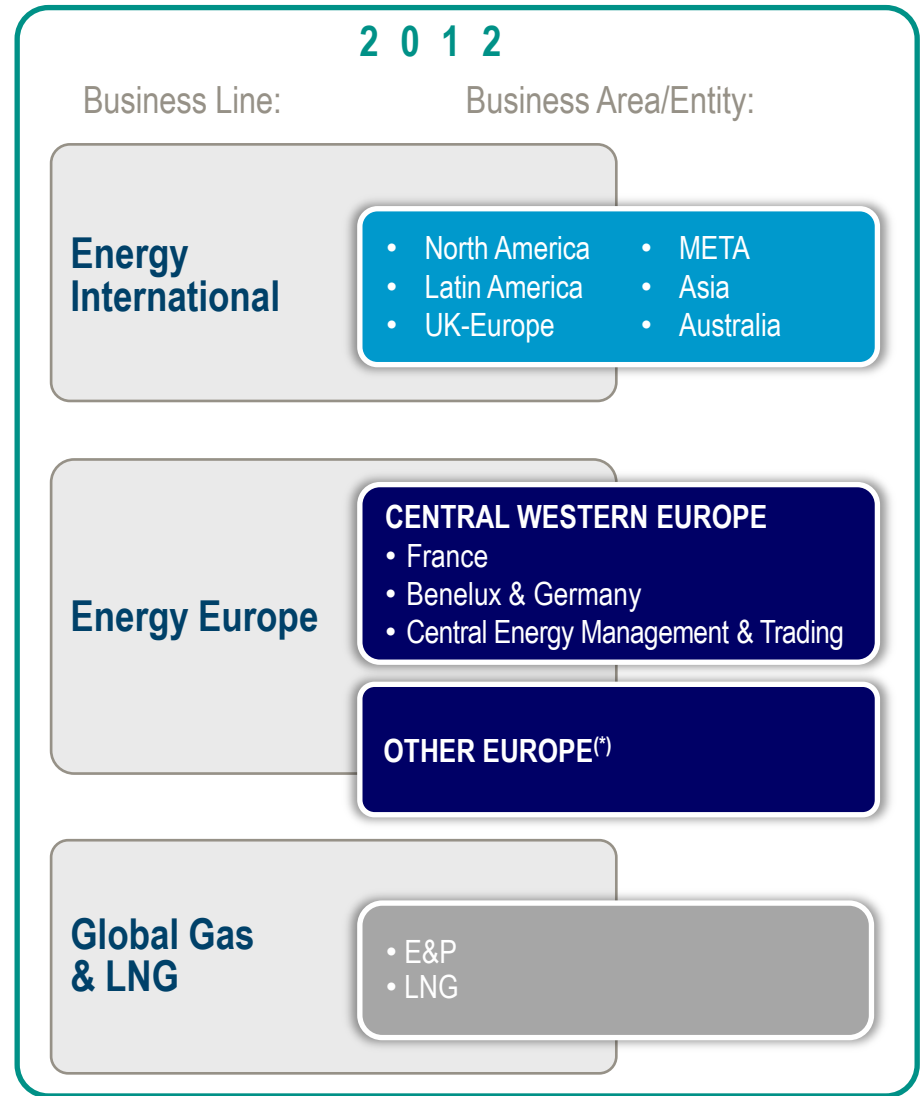 2 0 1 2
Business Line:
Business Area/Entity:
Energy
International
• North America
• Latin America
• UK-Europe
• META
• Asia
• Australia
Energy Europe
CENTRAL WESTERN EUROPE
• France
• Benelux & Germany
• Central Energy Management & Trading
OTHER EUROPE(*)
Global Gas
& LNG
• E&P
• LNG